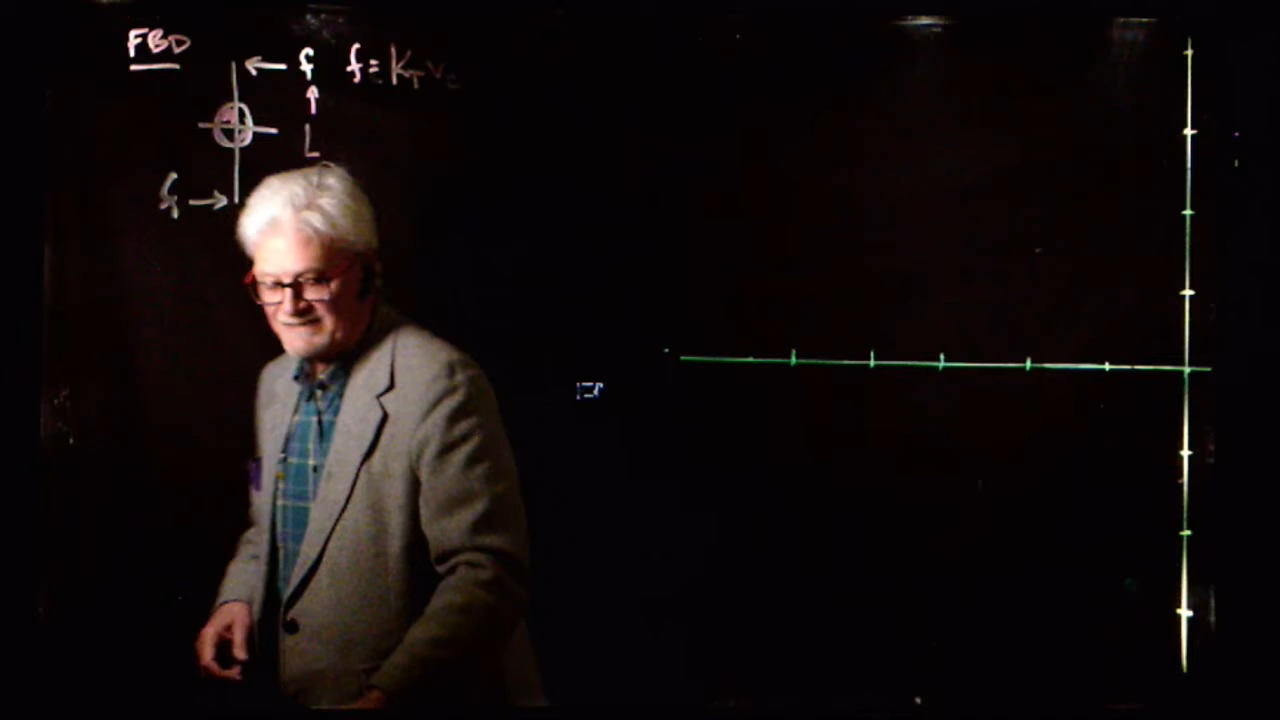 FBD
f f = K_T v_c
L
f